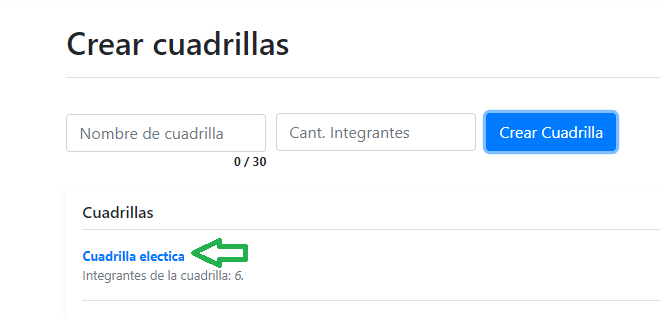 Crear cuadrillas
Nombre de cuadrilla
Cant. Integrantes
Crear Cuadrilla
0 / 30
Cuadrillas
Cuadrilla electica
Integrantes de la cuadrilla: 6.